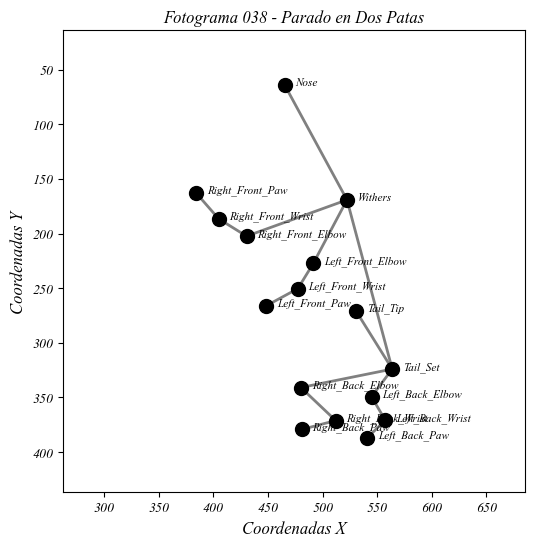 Fotograma 038 - Parado en Dos Patas
50
Nose
100
150
Right_Front_Paw
Withers
Right_Front_Wrist
200
Right_Front_Elbow
Left_Front_Elbow
250
Left_Front_Wrist
Left_Front_Paw
Tail_Tip
300
Tail_Set
350
Right_Back_Elbow
Left_Back_Elbow
Right_Back_Wrist
Left_Back_Wrist
Right_Back_Paw
Left_Back_Paw
400
300 350 400 450 500 550 600 650
Coordenadas X
Coordenadas Y